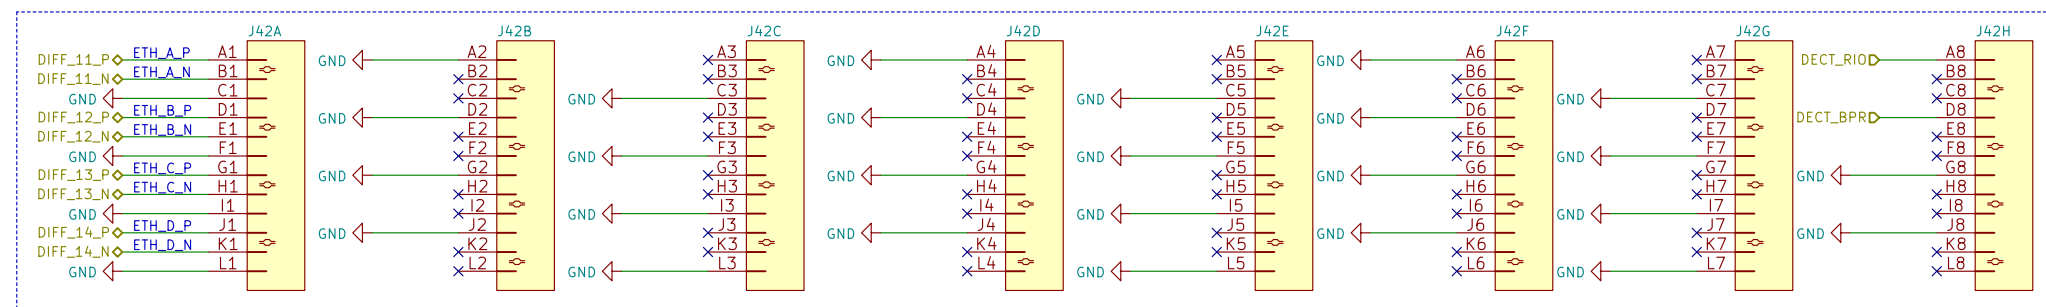 J42A J42B J42C J42D J42E J42F J42G J42H
DIFF_11_P ETH_A_P A1 GND A2 A3 GND A4 A5 GND A6 A7 DECT_RIO A8
DIFF_11_N ETH_A_N B1 B2 B3 B4 B5 B6 B7 B8
GND C1 C2 GND C3 C4 GND C5 C6 GND C7 C8
DIFF_12_P ETH_B_P D1 GND D2 D3 GND D4 D5 GND D6 D7 DECT_BPR D8
DIFF_12_N ETH_B_N E1 E2 E3 E4 E5 E6 E7 E8
GND F1 F2 GND F3 F4 GND F5 F6 GND F7 F8
DIFF_13_P ETH_C_P G1 GND G2 G3 GND G4 G5 GND G6 G7 GND G8
DIFF_13_N ETH_C_N H1 H2 H3 H4 H5 H6 H7 H8
GND I1 I2 GND I3 I4 GND I5 I6 GND I7 I8
DIFF_14_P ETH_D_P J1 GND J2 J3 GND J4 J5 GND J6 J7 GND J8
DIFF_14_N ETH_D_N K1 K2 K3 K4 K5 K6 K7 K8
GND L1 L2 GND L3 L4 GND L5 L6 GND L7 L8